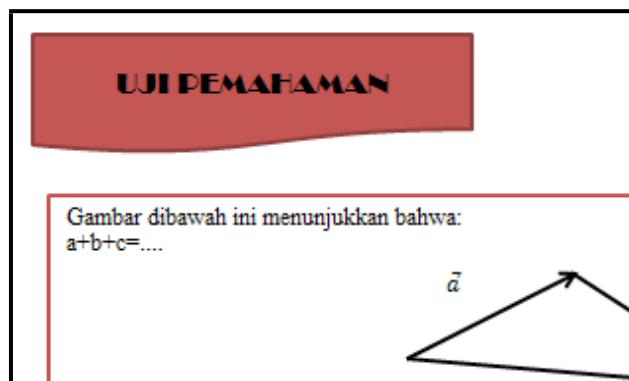 UJI PEMAHAMAN
Gambar dibawah ini menunjukkan bahwa:
a+b+c=....
a⃗